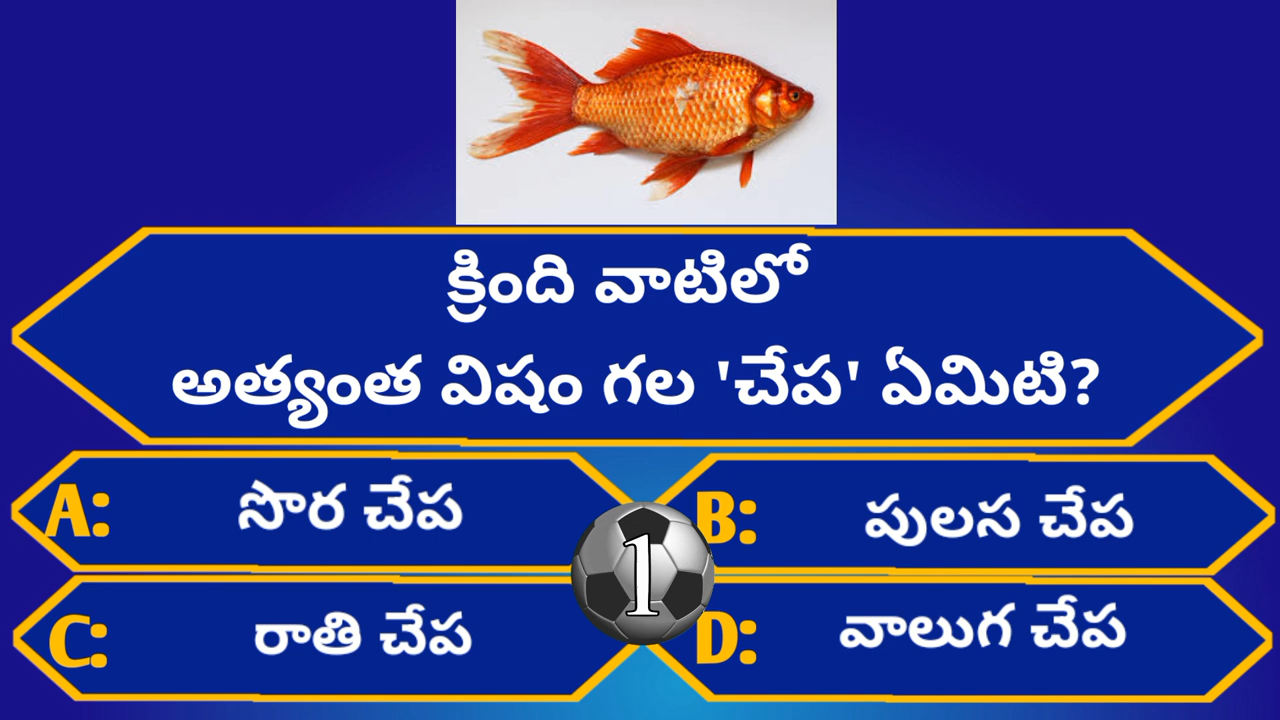 క్రింది వాటిలో
అత్యంత విషం గల 'చేప' ఏమిటి?
A: సొర చేప
B: పులస చేప
1
C: రాతి చేప
D: వాలుగ చేప